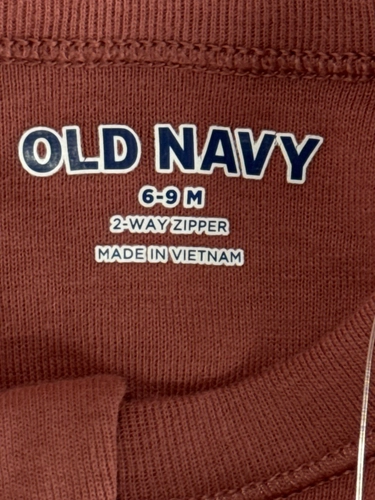 OLD NAVY
6-9 M
2-WAY ZIPPER
MADE IN VIETNAM